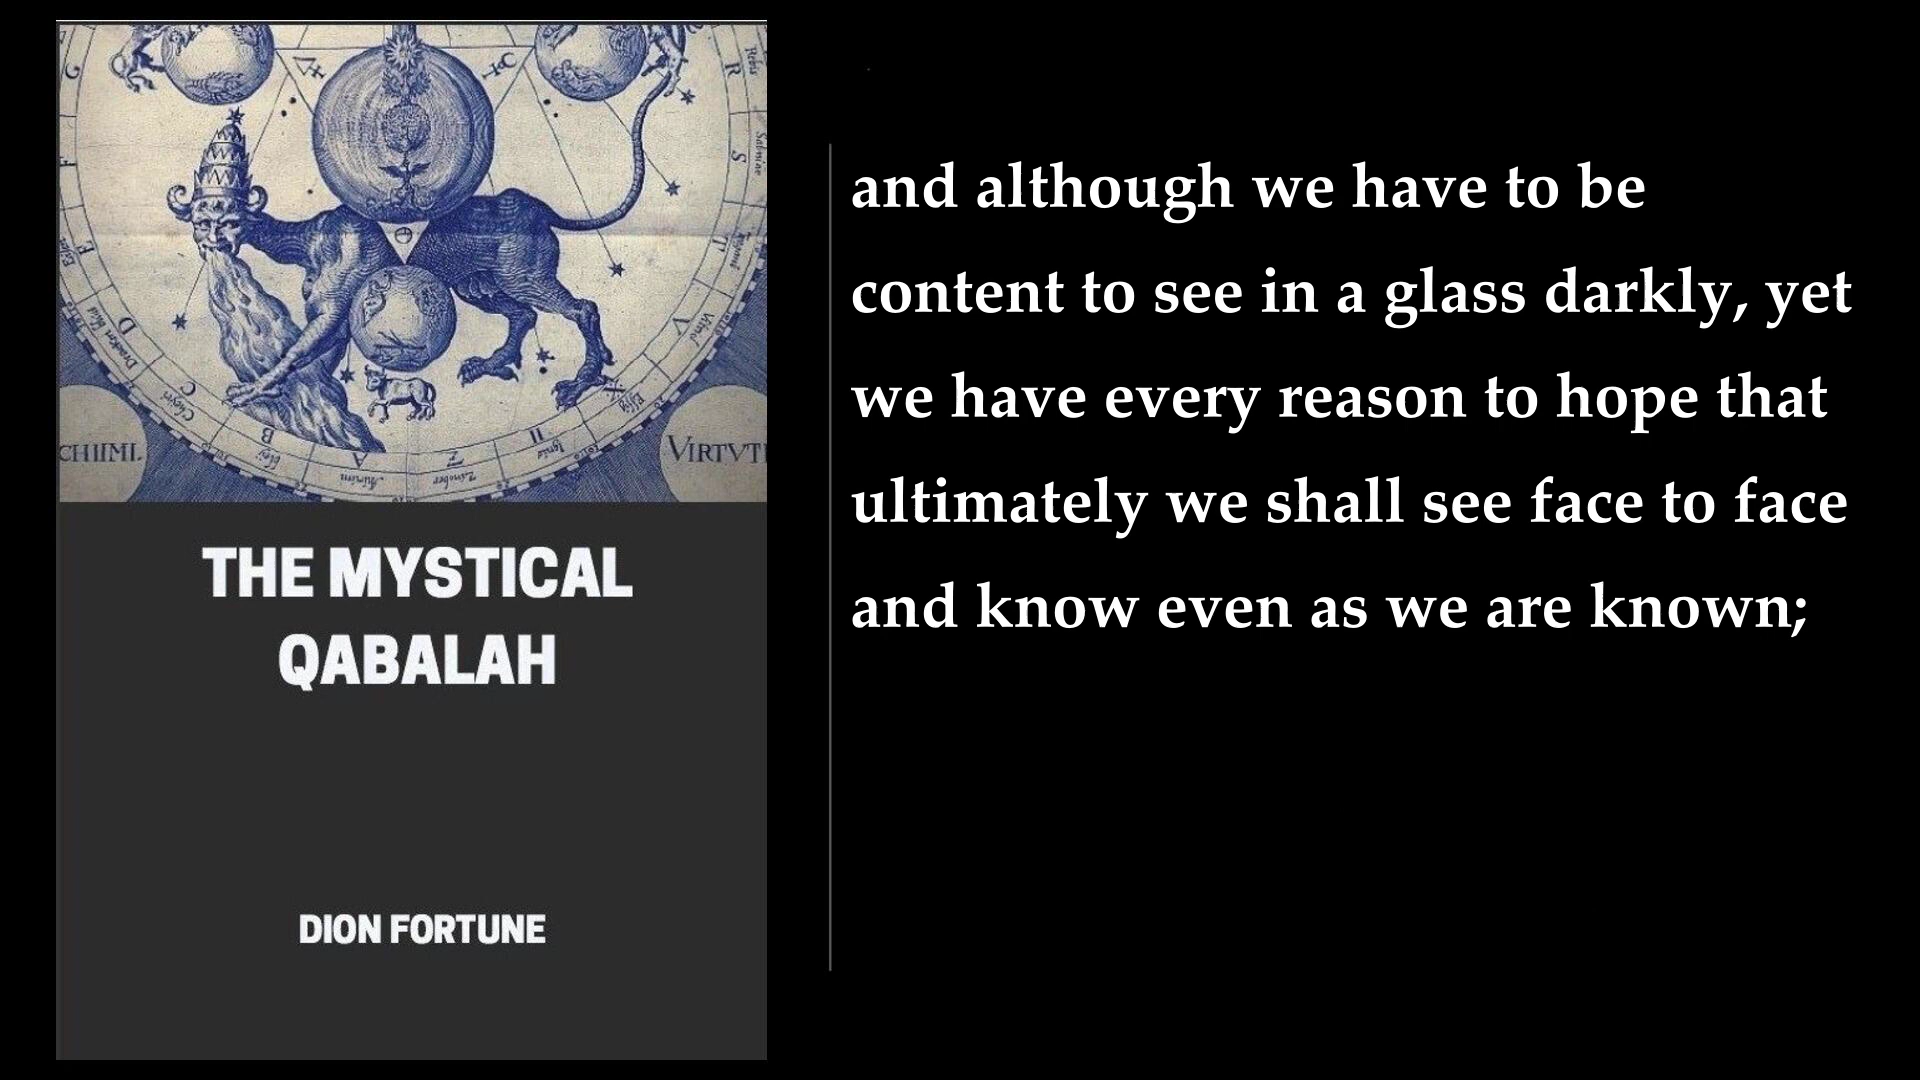 CHIIMI.
VIRTVTI
THE MYSTICAL
QABALAH
DION FORTUNE
and although we have to be
content to see in a glass darkly, yet
we have every reason to hope that
ultimately we shall see face to face
and know even as we are known;